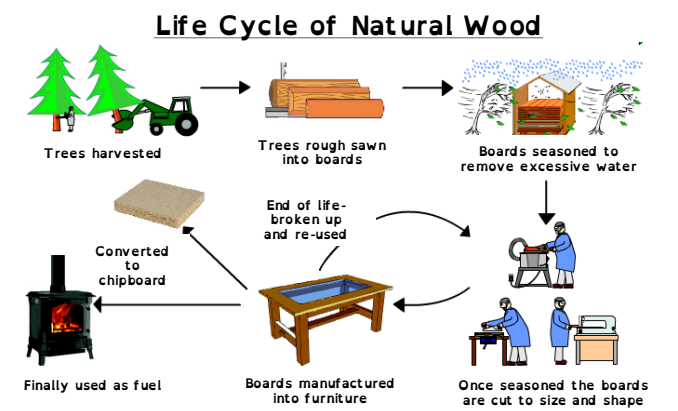 Life Cycle of Natural Wood
Trees harvested
Trees rough sawn
into boards
Boards seasoned to
remove excessive water
End of life-
broken up
and re-used
Converted
to
chipboard
Finally used as fuel
Boards manufactured
into furniture
Once seasoned the boards
are cut to size and shape